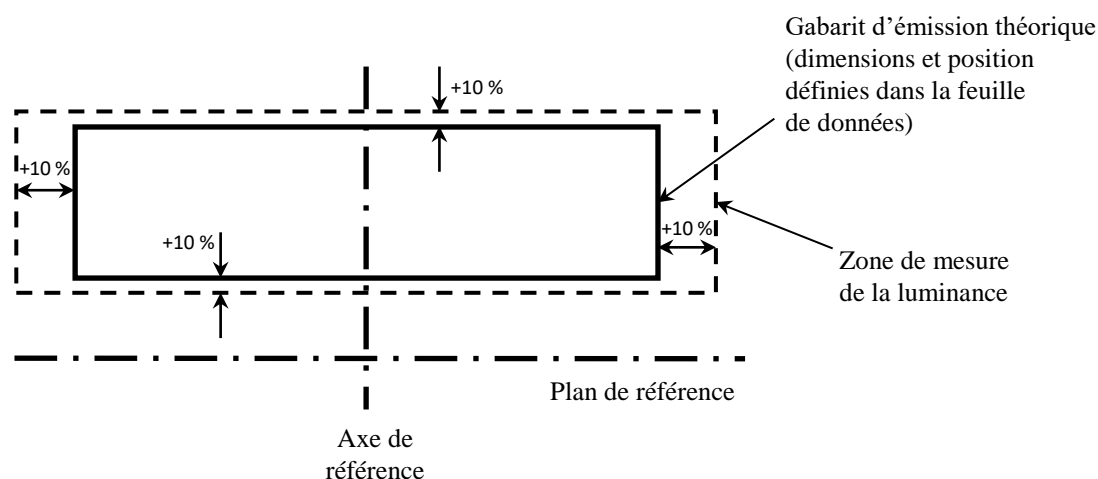 Gabarit d’émission théorique
(dimensions et position
définies dans la feuille
de données)
+10 %
+10 %
+10 %
+10 %
Zone de mesure
de la luminance
Plan de référence
Axe de
référence